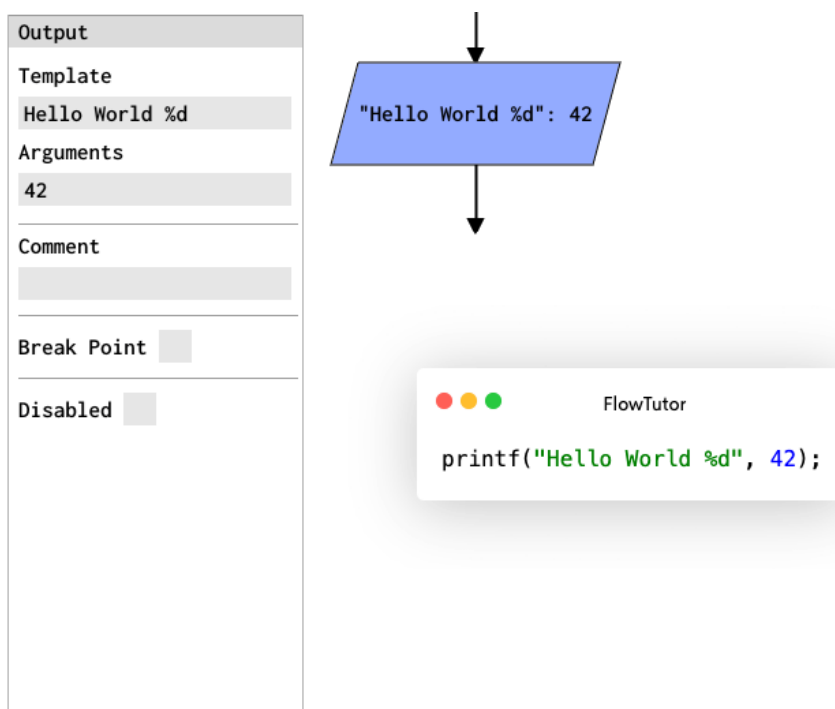 Output
Template
Hello World %d
Arguments
42
Comment
Break Point
Disabled
"Hello World %d": 42
FlowTutor
printf("Hello World %d", 42);